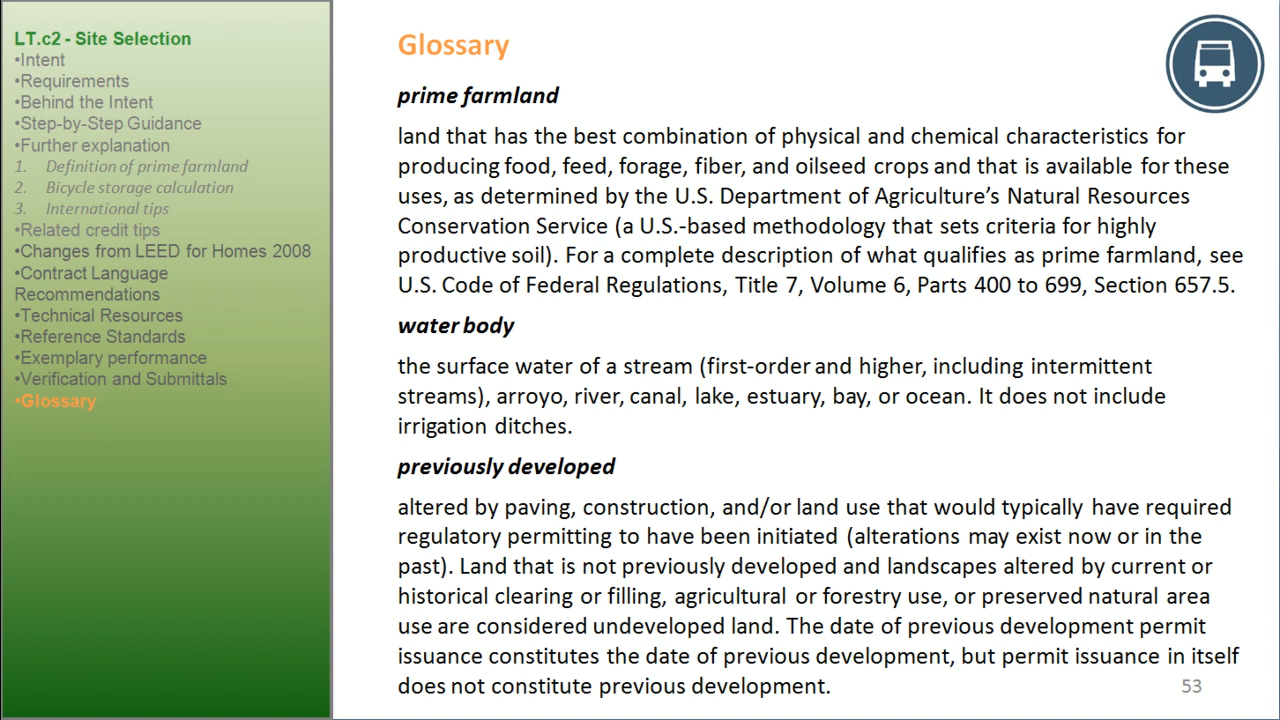 LT.c2 - Site Selection
•Intent
•Requirements
•Behind the Intent
•Step-by-Step Guidance
•Further explanation
1. Definition of prime farmland
2. Bicycle storage calculation
3. International tips
•Related credit tips
•Changes from LEED for Homes 2008
•Contract Language
Recommendations
•Technical Resources
•Reference Standards
•Exemplary performance
•Verification and Submittals
•Glossary
Glossary
prime farmland
land that has the best combination of physical and chemical characteristics for
producing food, feed, forage, fiber, and oilseed crops and that is available for these
uses, as determined by the U.S. Department of Agriculture’s Natural Resources
Conservation Service (a U.S.-based methodology that sets criteria for highly
productive soil). For a complete description of what qualifies as prime farmland, see
U.S. Code of Federal Regulations, Title 7, Volume 6, Parts 400 to 699, Section 657.5.
water body
the surface water of a stream (first-order and higher, including intermittent
streams), arroyo, river, canal, lake, estuary, bay, or ocean. It does not include
irrigation ditches.
previously developed
altered by paving, construction, and/or land use that would typically have required
regulatory permitting to have been initiated (alterations may exist now or in the
past). Land that is not previously developed and landscapes altered by current or
historical clearing or filling, agricultural or forestry use, or preserved natural area
use are considered undeveloped land. The date of previous development permit
issuance constitutes the date of previous development, but permit issuance in itself
does not constitute previous development.
53